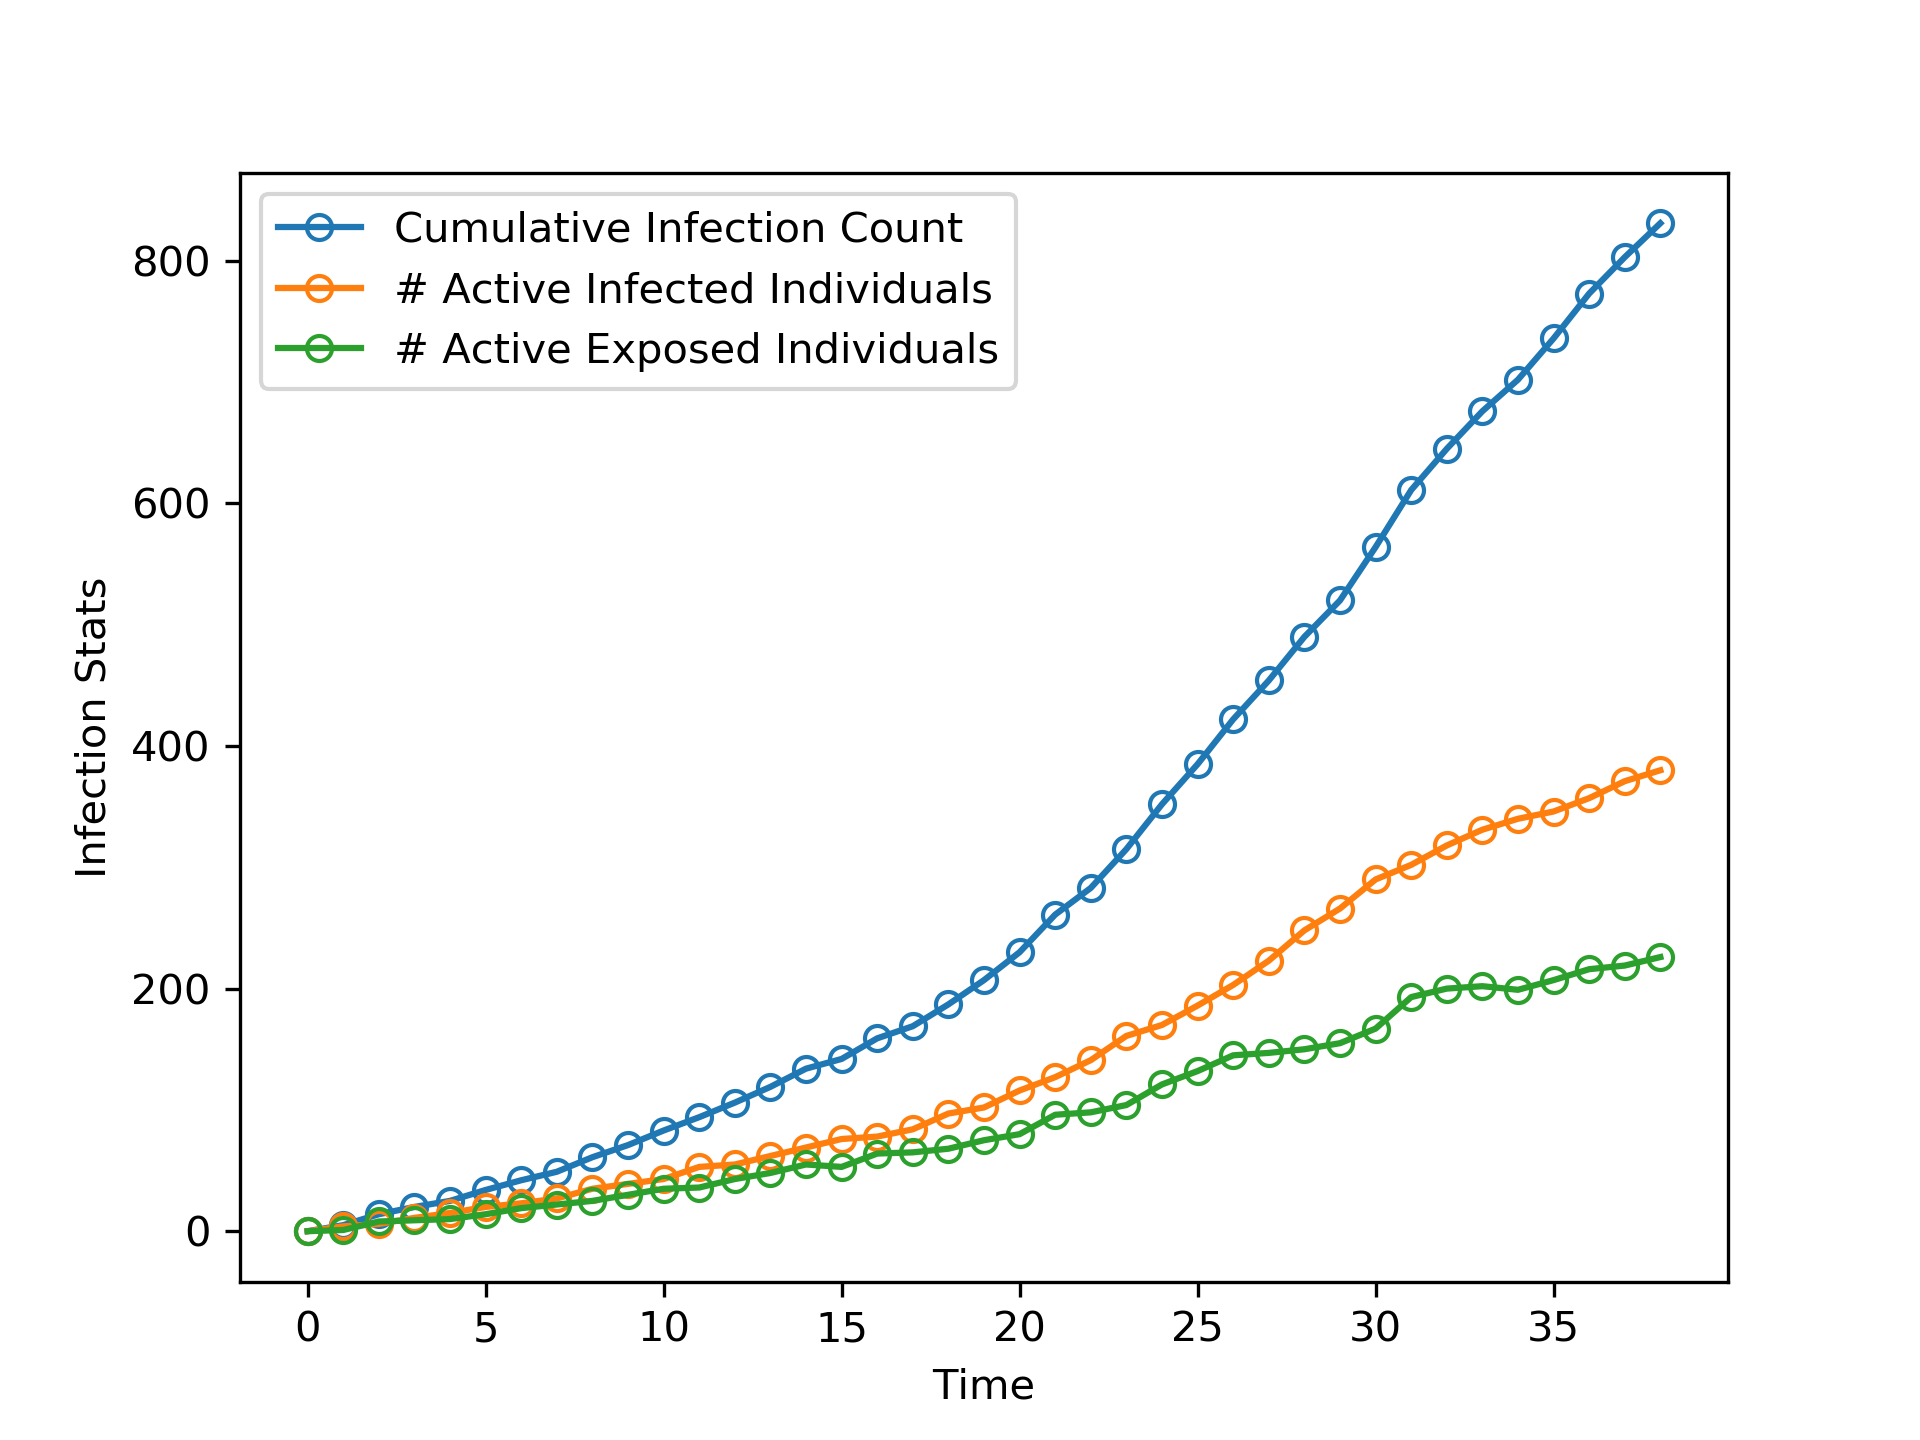 Cumulative Infection Count
# Active Infected Individuals
# Active Exposed Individuals
800
600
400
200
0
Infection Stats
0 5 10 15 20 25 30 35
Time